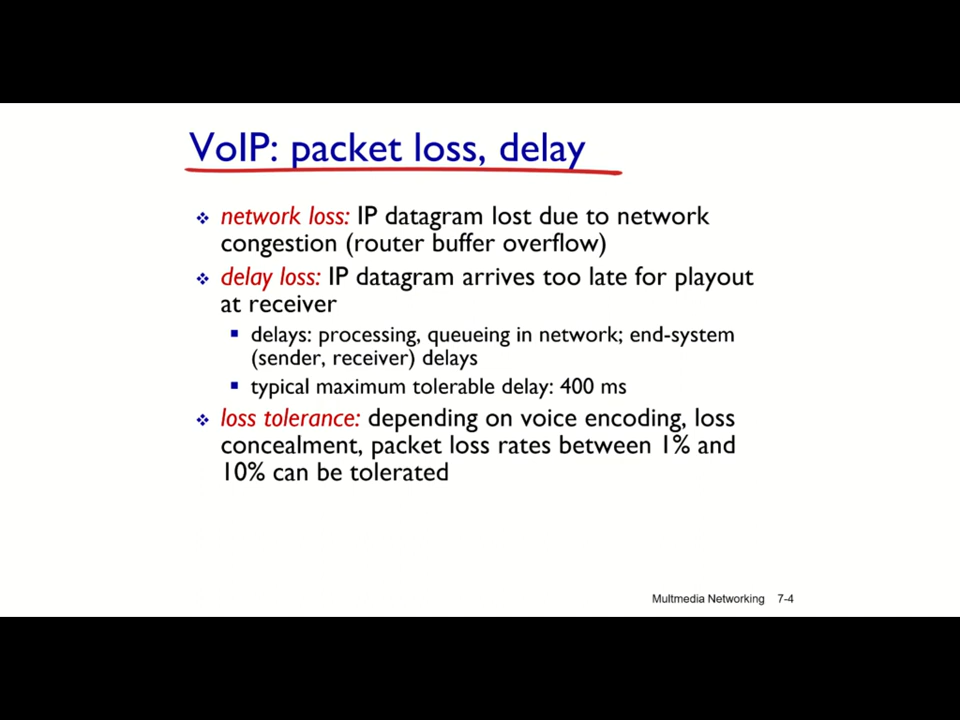 VoIP: packet loss, delay
❖ network loss: IP datagram lost due to network
congestion (router buffer overflow)
❖ delay loss: IP datagram arrives too late for playout
at receiver
▪ delays: processing, queueing in network; end-system
(sender, receiver) delays
▪ typical maximum tolerable delay: 400 ms
❖ loss tolerance: depending on voice encoding, loss
concealment, packet loss rates between 1% and
10% can be tolerated
Multmedia Networking 7-4